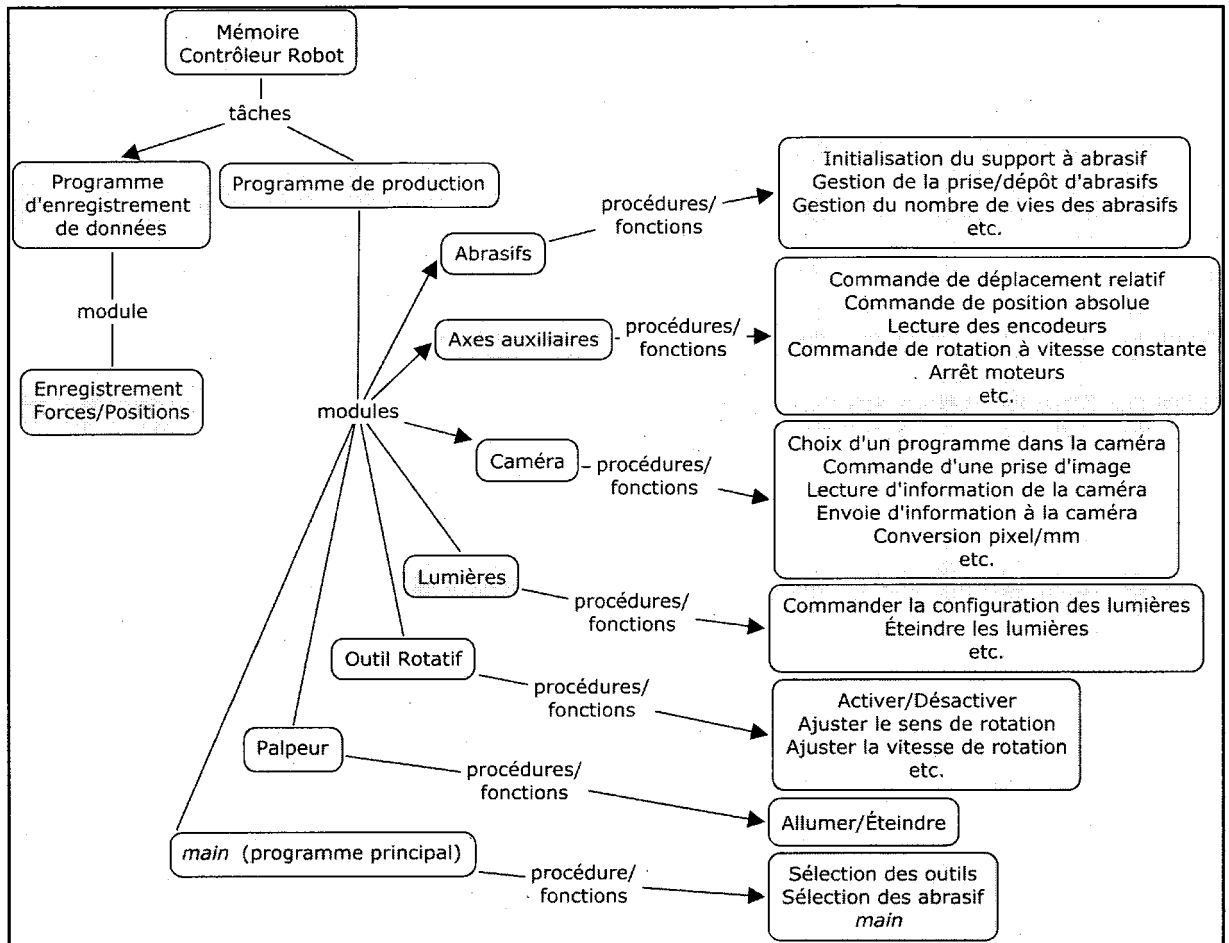 Mémoire
Contrôleur Robot
tâches
Programme
d'enregistrement
de données
Programme de production
module
Enregistrement
Forces/Positions
modules
Abrasifs
procédures/
fonctions
Initialisation du support à abrasif
Gestion de la prise/dépôt d'abrasifs
Gestion du nombre de vies des abrasifs
etc.
Axes auxiliaires
procédures/
fonctions
Commande de déplacement relatif
Commande de position absolue
Lecture des encodeurs
Commande de rotation à vitesse constante
Arrêt moteurs
etc.
Caméra
procédures/
fonctions
Choix d'un programme dans la caméra
Commande d'une prise d'image
Lecture d'information de la caméra
Envoie d'information à la caméra
Conversion pixel/mm
etc.
Lumières
procédures/
fonctions
Commander la configuration des lumières
Éteindre les lumières
etc.
Outil Rotatif
procédures/
fonctions
Activer/Désactiver
Ajuster le sens de rotation
Ajuster la vitesse de rotation
etc.
Palpeur
procédures/
fonctions
Allumer/Éteindre
main (programme principal)
procédure/
fonctions
Sélection des outils
Sélection des abrasif
main